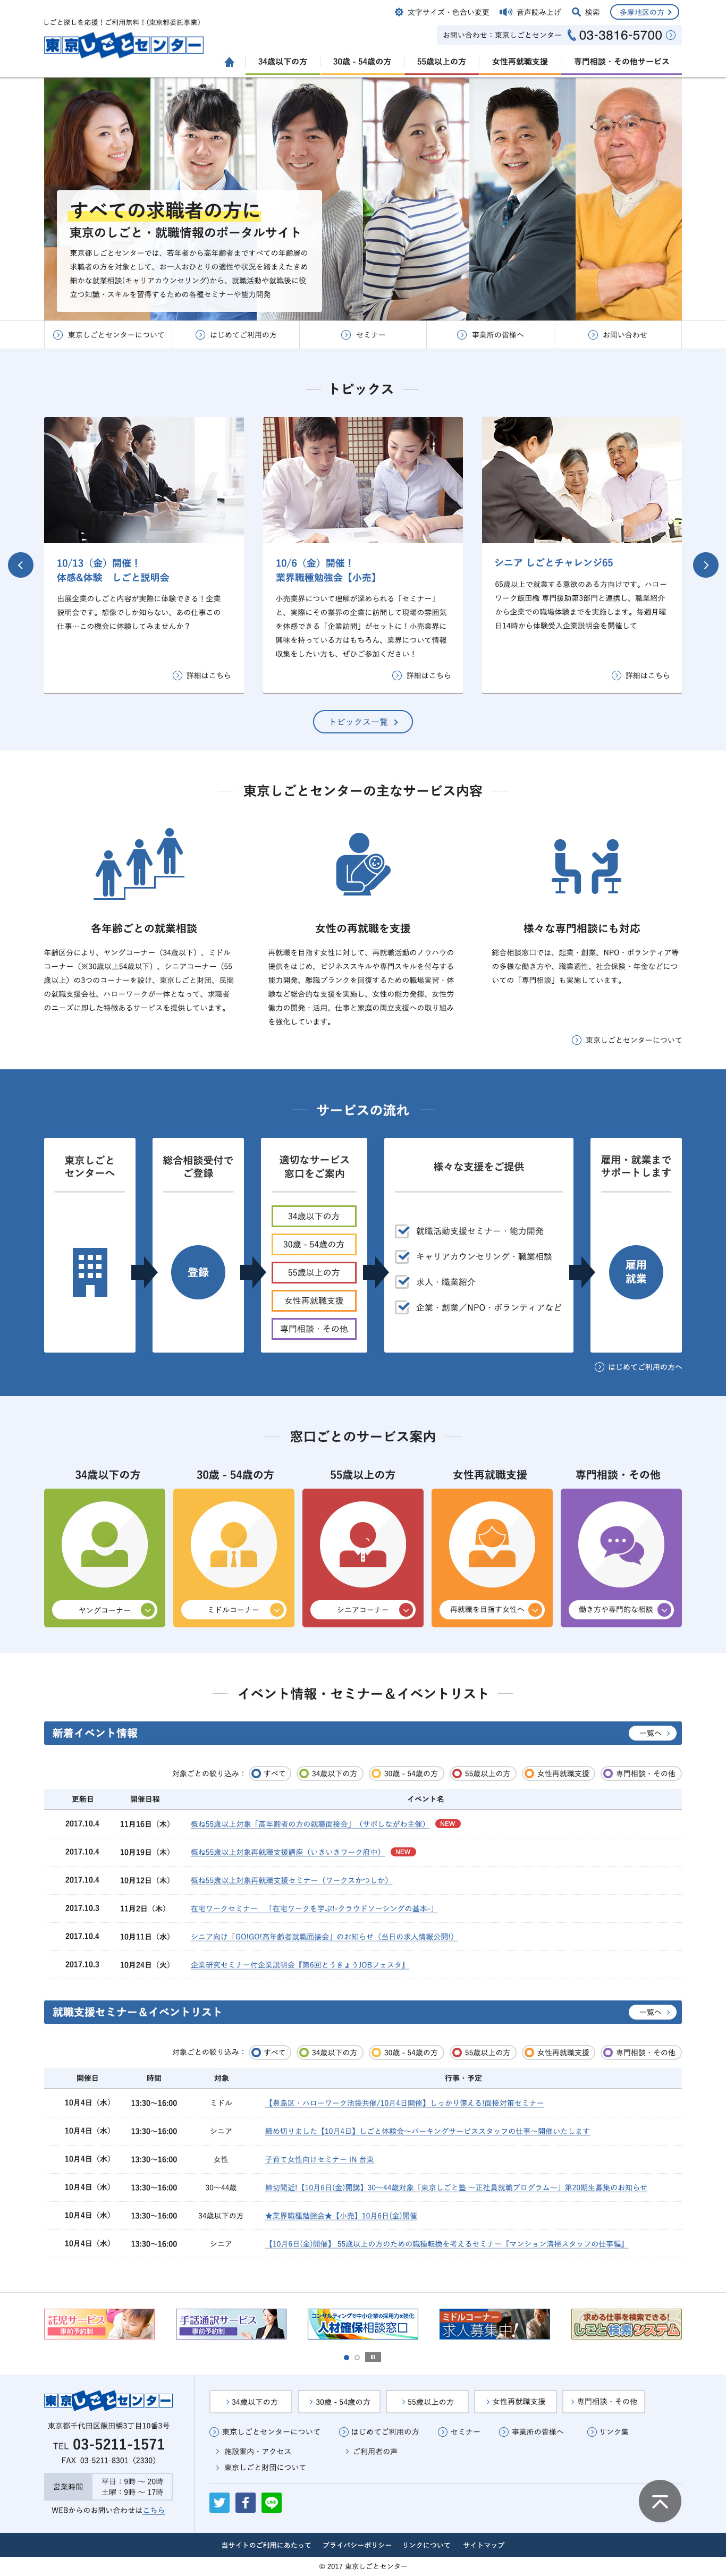 しごと探しを応援！ご利用無料！(東京都委託事業)
東京しごとセンター
文字サイズ・色合い変更 音声読み上げ 検索 多摩地区の方
お問い合わせ：東京しごとセンター 03-3816-5700
34歳以下の方 30歳 - 54歳の方 55歳以上の方 女性再就職支援 専門相談・その他サービス
すべての求職者の方に
東京のしごと・就職情報のポータルサイト
東京都しごとセンターでは、若年者から高年齢者まですべての年齢層の
求職者の方を対象として、お一人おひとりの適性や状況を踏まえたきめ
細かな就業相談(キャリアカウンセリング)から、就職活動や就職後に役
立つ知識・スキルを習得するための各種セミナーや能力開発
東京しごとセンターについて はじめてご利用の方 セミナー 事業所の皆様へ お問い合わせ
トピックス
10/13（金）開催！
体感&体験 しごと説明会
出展企業のしごと内容が実際に体験できる！企業
説明会です。想像でしか知らない、あの仕事この
仕事…この機会に体験してみませんか？
詳細はこちら
10/6（金）開催！
業界職種勉強会【小売】
小売業界について理解が深められる「セミナー」
と、実際にその業界の企業に訪問して現場の雰囲気
を体感できる「企業訪問」がセットに！小売業界に
興味を持っている方はもちろん、業界について情報
収集をしたい方も、ぜひご参加ください！
詳細はこちら
シニア しごとチャレンジ65
65歳以上で就業する意欲のある方向けです。ハロー
ワーク飯田橋 専門援助第3部門と連携し、職業紹介
から企業での職場体験までを実施します。毎週月曜
日14時から体験受入企業説明会を開催して
詳細はこちら
トピックス一覧
東京しごとセンターの主なサービス内容
各年齢ごとの就業相談
年齢区分により、ヤングコーナー（34歳以下）、ミドル
コーナー（※30歳以上54歳以下）、シニアコーナー（55
歳以上）の3つのコーナーを設け、東京しごと財団、民間
の就職支援会社、ハローワークが一体となって、求職者
のニーズに即した特徴あるサービスを提供しています。
女性の再就職を支援
再就職を目指す女性に対して、再就職活動のノウハウの
提供をはじめ、ビジネススキルや専門スキルを付与する
能力開発、離職ブランクを回復するための職場実習・体
験など総合的な支援を実施し、女性の能力発揮、女性労
働力の開発・活用、仕事と家庭の両立支援への取り組み
を強化しています。
様々な専門相談にも対応
総合相談窓口では、起業・創業、NPO・ボランティア等
の多様な働き方や、職業適性、社会保険・年金などにつ
いての「専門相談」も実施しています。
東京しごとセンターについて
サービスの流れ
東京しごと
センターへ
総合相談受付で
ご登録
登録
適切なサービス
窓口をご案内
34歳以下の方
30歳 - 54歳の方
55歳以上の方
女性再就職支援
専門相談・その他
様々な支援をご提供
就職活動支援セミナー・能力開発
キャリアカウンセリング・職業相談
求人・職業紹介
企業・創業／NPO・ボランティアなど
雇用・就業まで
サポートします
雇用
就業
はじめてご利用の方へ
窓口ごとのサービス案内
34歳以下の方 30歳 - 54歳の方 55歳以上の方 女性再就職支援 専門相談・その他
ヤングコーナー ミドルコーナー シニアコーナー 再就職を目指す女性へ 働き方や専門的な相談
イベント情報・セミナー＆イベントリスト
新着イベント情報 一覧へ
対象ごとの絞り込み： すべて 34歳以下の方 30歳 - 54歳の方 55歳以上の方 女性再就職支援 専門相談・その他
更新日 開催日程 イベント名
2017.10.4 11月16日（木） 概ね55歳以上対象「高年齢者の方の就職面接会」（サポしながわ主催） NEW
2017.10.4 10月19日（木） 概ね55歳以上対象再就職支援講座（いきいきワーク府中） NEW
2017.10.4 10月12日（木） 概ね55歳以上対象再就職支援セミナー（ワークスかつしか）
2017.10.3 11月2日（木） 在宅ワークセミナー 「在宅ワークを学ぶ!-クラウドソーシングの基本-」
2017.10.4 10月11日（水） シニア向け「GO!GO!高年齢者就職面接会」のお知らせ（当日の求人情報公開!）
2017.10.3 10月24日（火） 企業研究セミナー付企業説明会『第6回とうきょうJOBフェスタ』
就職支援セミナー＆イベントリスト 一覧へ
対象ごとの絞り込み： すべて 34歳以下の方 30歳 - 54歳の方 55歳以上の方 女性再就職支援 専門相談・その他
開催日 時間 対象 行事・予定
10月4日（水） 13:30〜16:00 ミドル 【豊島区・ハローワーク池袋共催/10月4日開催】しっかり備える!面接対策セミナー
10月4日（水） 13:30〜16:00 シニア 締め切りました【10月4日】しごと体験会〜パーキングサービススタッフの仕事〜開催いたします
10月4日（水） 13:30〜16:00 女性 子育て女性向けセミナー IN 台東
10月4日（水） 13:30〜16:00 30〜44歳 締切間近!【10月6日(金)開講】30〜44歳対象「東京しごと塾 〜正社員就職プログラム〜」第20期生募集のお知らせ
10月4日（水） 13:30〜16:00 34歳以下の方 ★業界職種勉強会★【小売】10月6日(金)開催
10月4日（水） 13:30〜16:00 シニア 【10月6日(金)開催】 55歳以上の方のための職種転換を考えるセミナー『マンション清掃スタッフの仕事編』
託児サービス
事前予約制
手話通訳サービス
事前予約制
コンサルティングで中小企業の採用力を強化
人材確保相談窓口
ミドルコーナー
求人募集中！
求める仕事を検索できる！
しごと検索システム
東京しごとセンター
東京都千代田区飯田橋3丁目10番3号
TEL 03-5211-1571
FAX 03-5211-8301（2330）
営業時間
平日：9時 〜 20時
土曜：9時 〜 17時
WEBからのお問い合わせはこちら
34歳以下の方 30歳 - 54歳の方 55歳以上の方 女性再就職支援 専門相談・その他
東京しごとセンターについて はじめてご利用の方 セミナー 事業所の皆様へ リンク集
施設案内・アクセス ご利用者の声
東京しごと財団について
LINE
当サイトのご利用にあたって プライバシーポリシー リンクについて サイトマップ
© 2017 東京しごとセンター